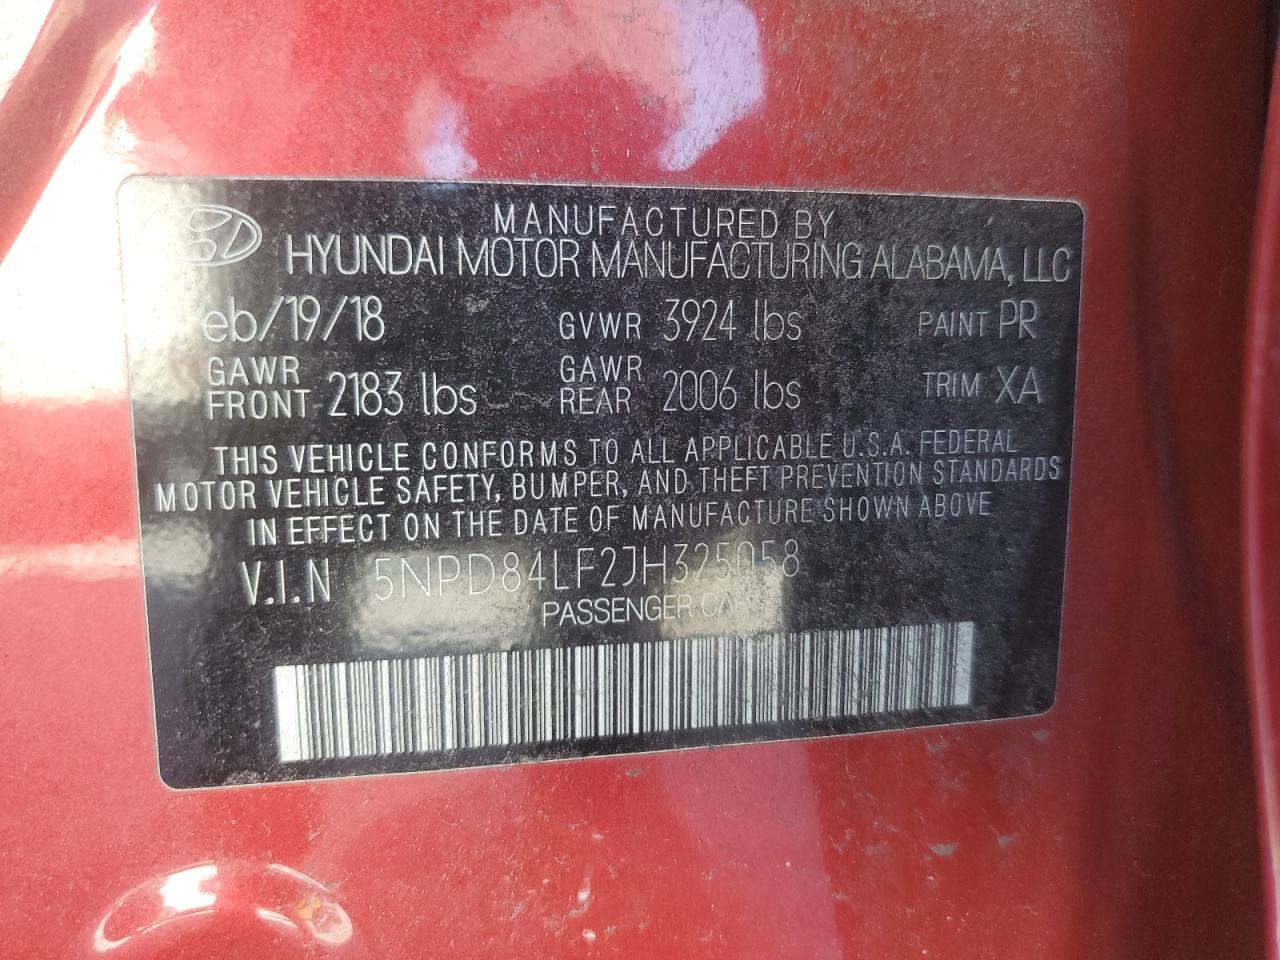 MANUFACTURED BY
HYUNDAI MOTOR MANUFACTURING ALABAMA, LLC
eb/19/18 GVWR 3924 lbs PAINT PR
GAWR FRONT 2183 lbs GAWR REAR 2006 lbs TRIM XA
THIS VEHICLE CONFORMS TO ALL APPLICABLE U.S.A. FEDERAL
MOTOR VEHICLE SAFETY, BUMPER, AND THEFT PREVENTION STANDARDS
IN EFFECT ON THE DATE OF MANUFACTURE SHOWN ABOVE
V.I.N 5NPD84LF2JH325058
PASSENGER CAR